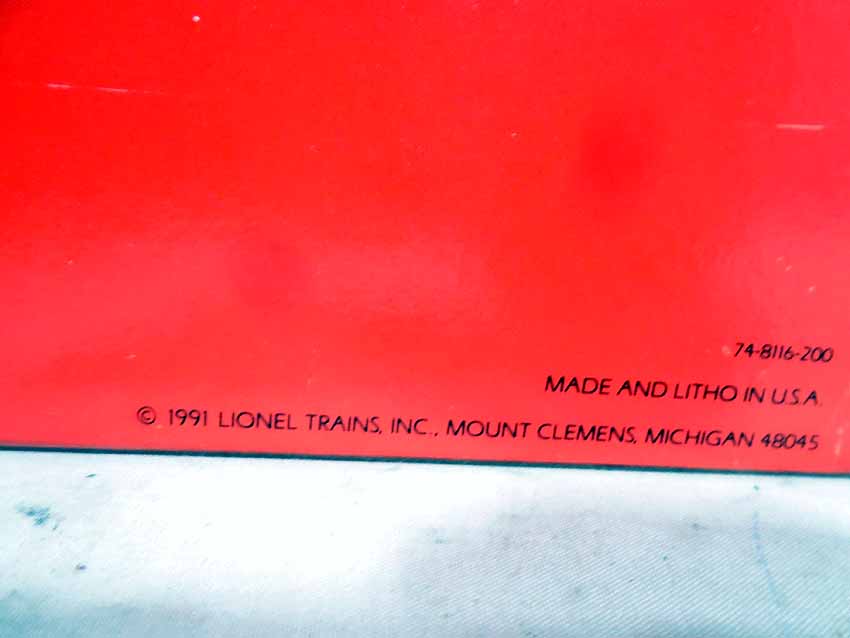 74-8116-200
MADE AND LITHO IN U.S.A.
© 1991 LIONEL TRAINS, INC., MOUNT CLEMENS, MICHIGAN 48045